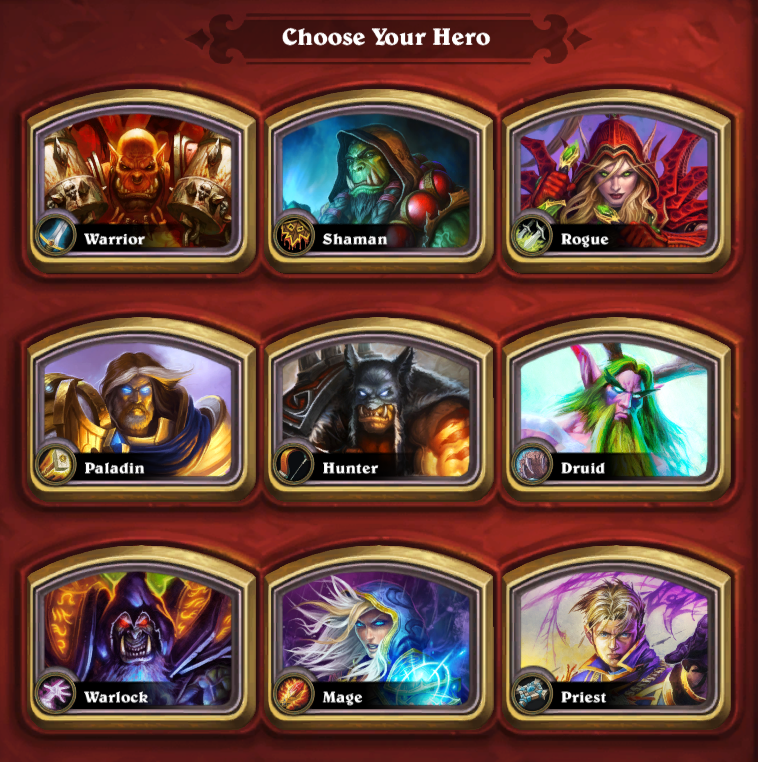 Choose Your Hero
Warrior
Shaman
Rogue
Paladin
Hunter
Druid
Warlock
Mage
Priest